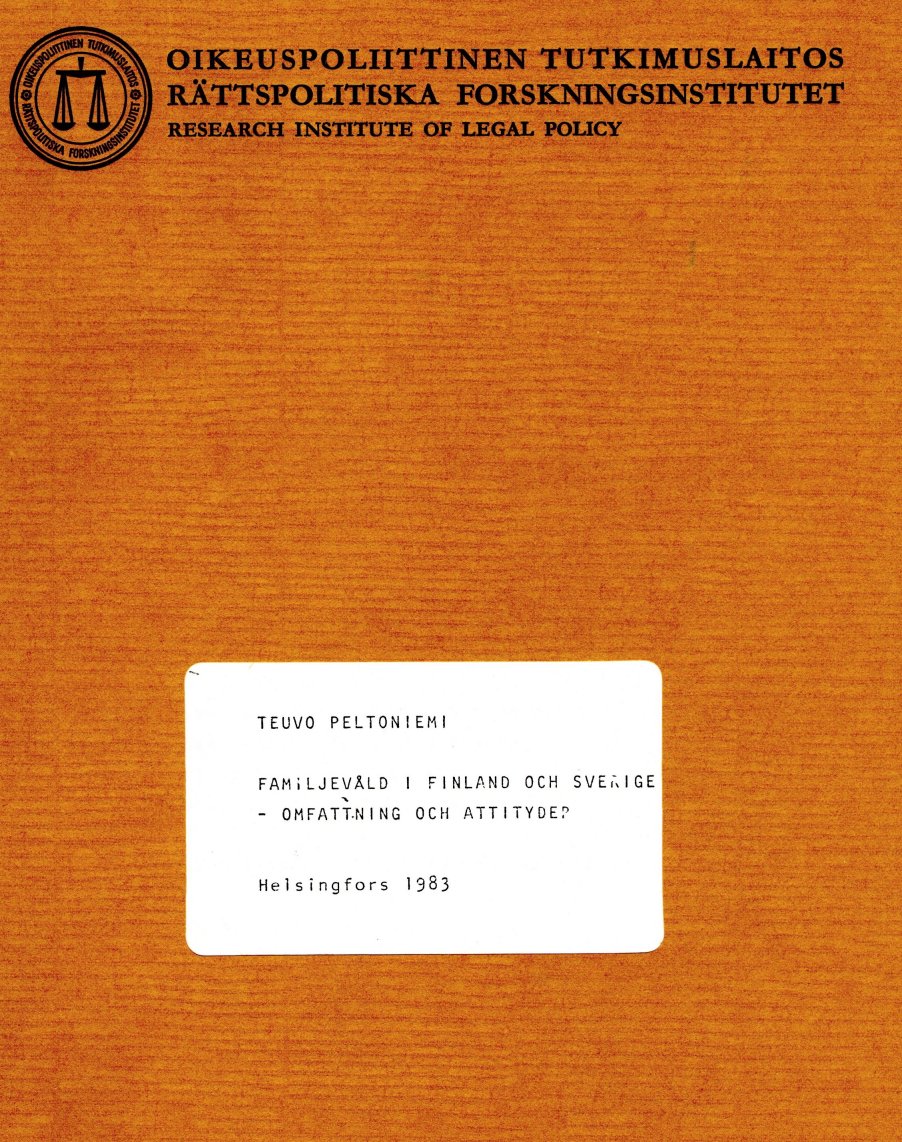 OIKEUSPOLIITTINEN TUTKIMUSLAITOS
RÄTTSPOLITISKA FORSKNINGSINSTITUTET
RESEARCH INSTITUTE OF LEGAL POLICY
OIKEUSPOLIITTINEN TUTKIMUSLAITOS
RÄTTSPOLITISKA FORSKNINGSINSTITUTET
TEUVO PELTONIEMI
FAMILJEVÅLD I FINLAND OCH SVERIGE
- OMFATTNING OCH ATTITYDER
Helsingfors 1983